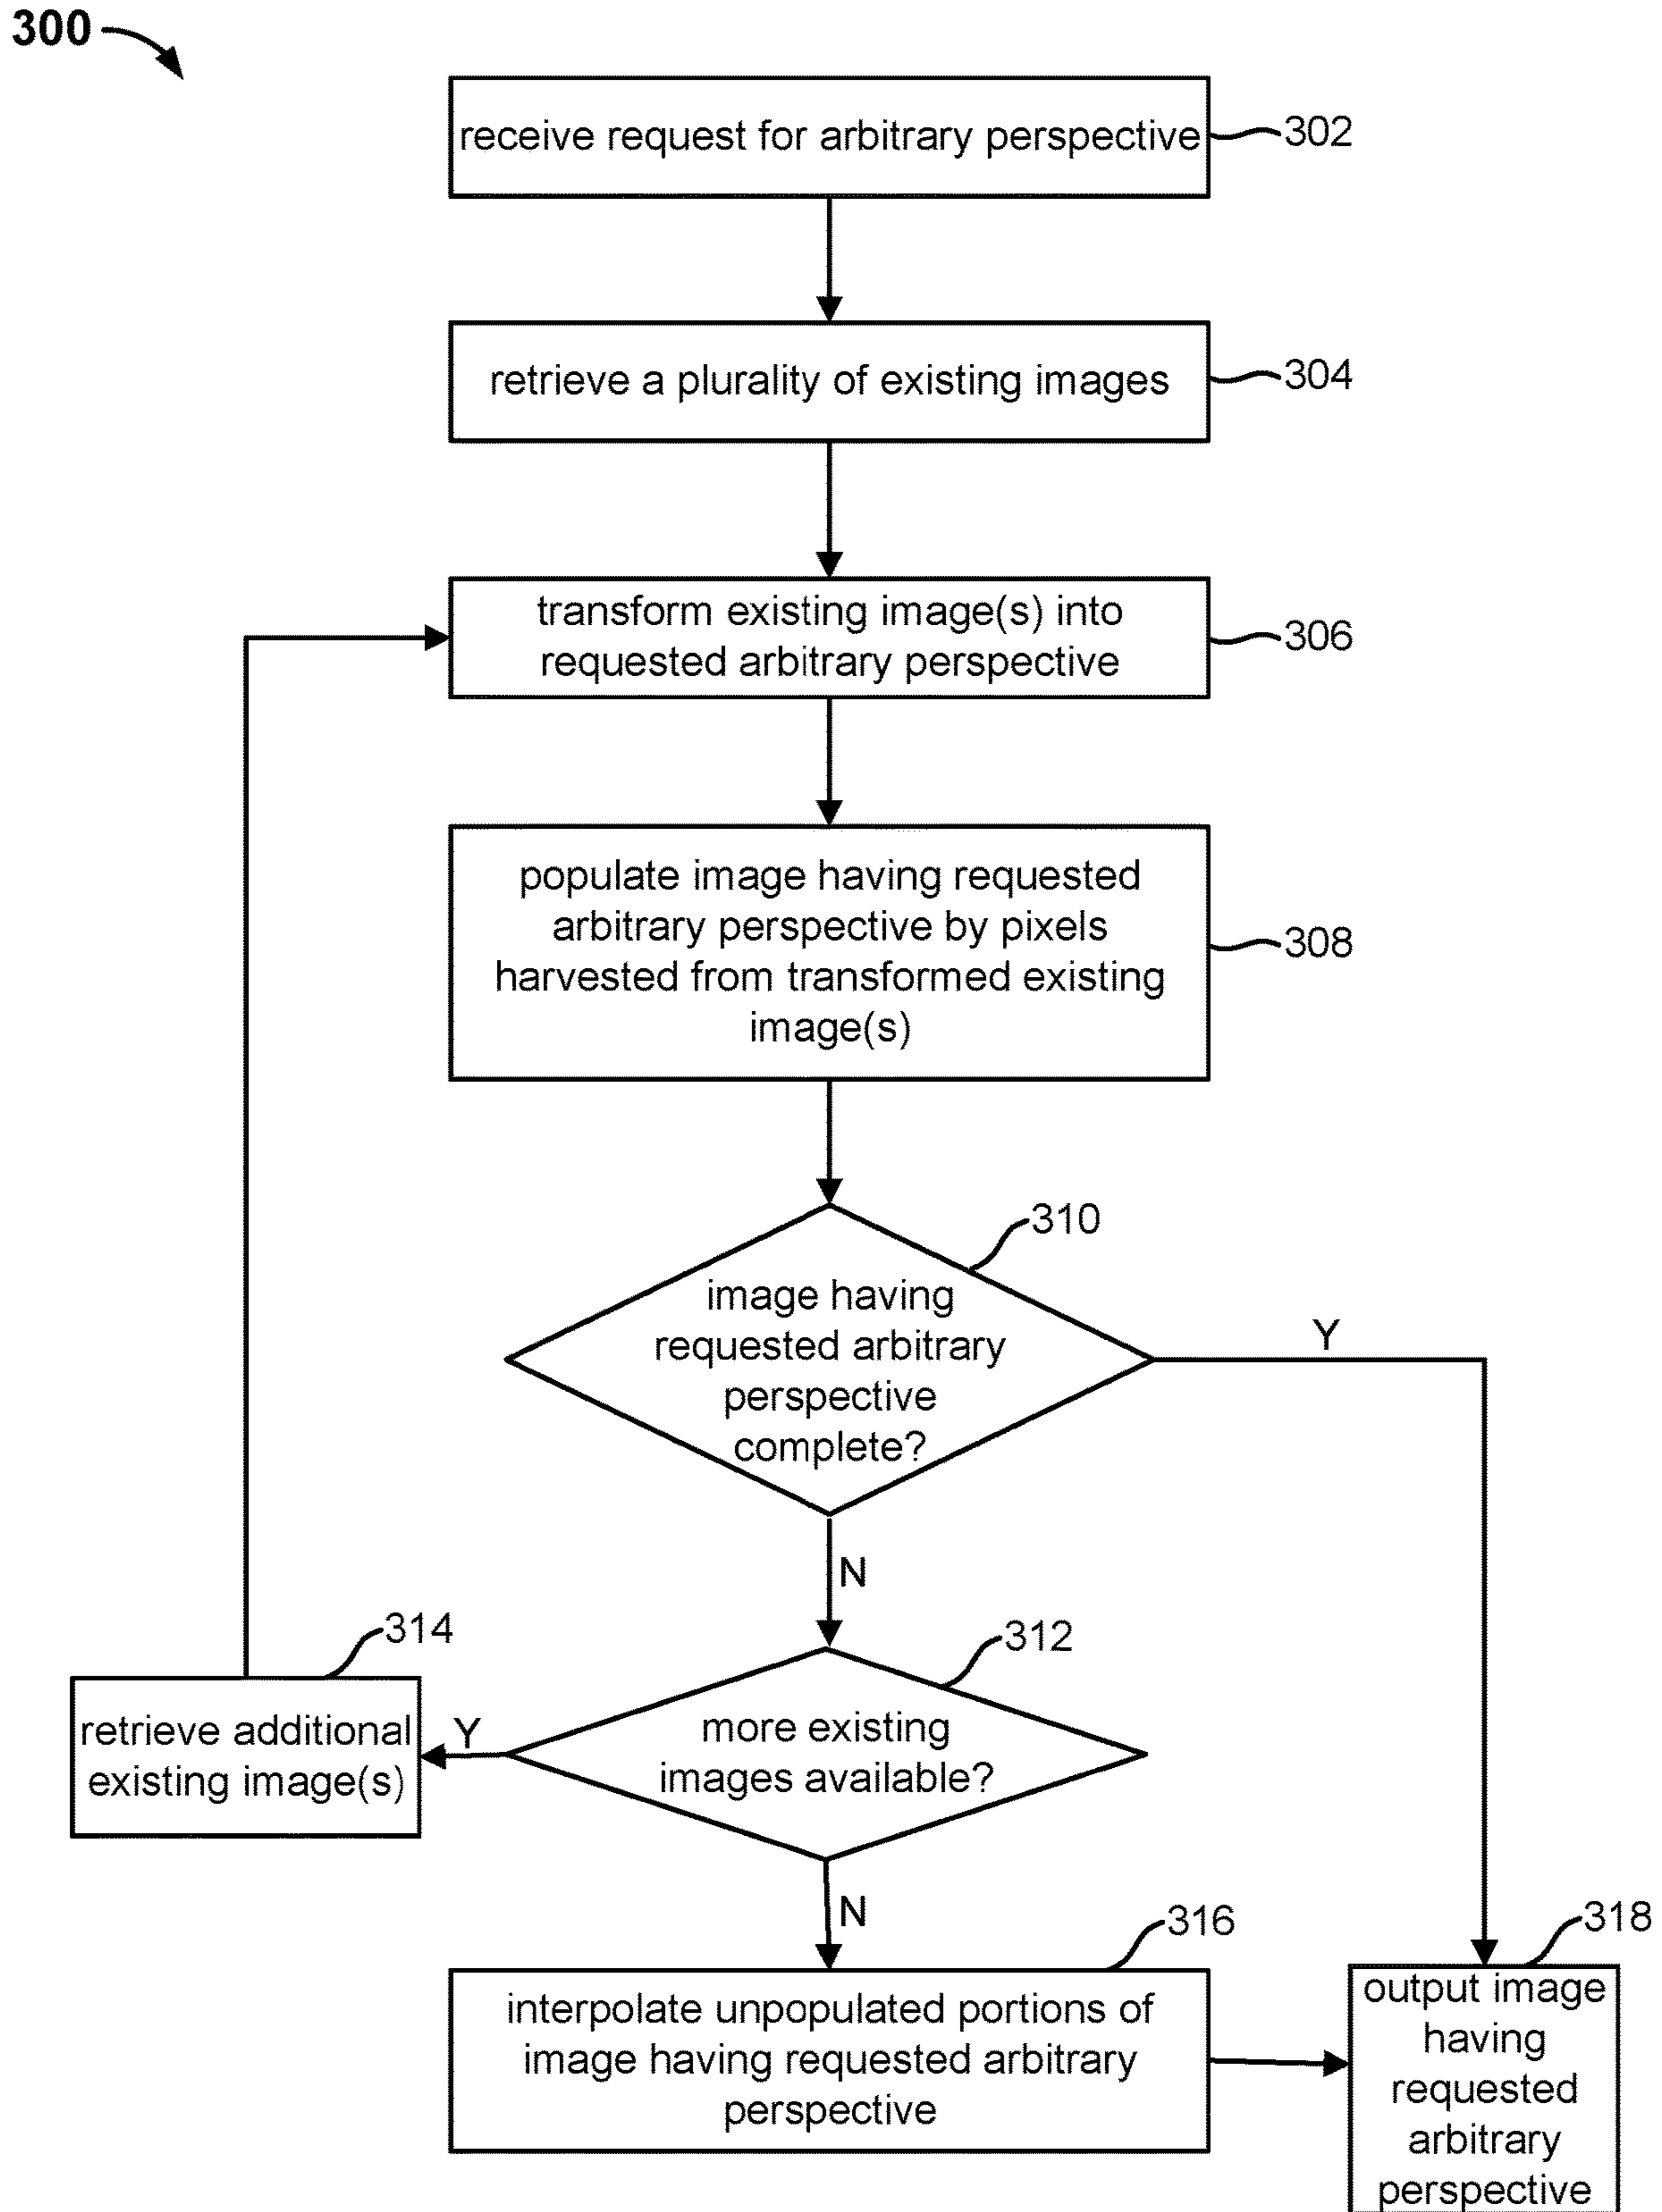 300
receive request for arbitrary perspective
302
retrieve a plurality of existing images
304
transform existing image(s) into
requested arbitrary perspective
306
populate image having requested
arbitrary perspective by pixels
harvested from transformed existing
image(s)
308
310
image having
requested arbitrary
perspective
complete?
Y
N
314
312
retrieve additional
existing image(s)
Y
more existing
images available?
N
316
318
interpolate unpopulated portions of
image having requested arbitrary
perspective
output image
having
requested
arbitrary
perspective